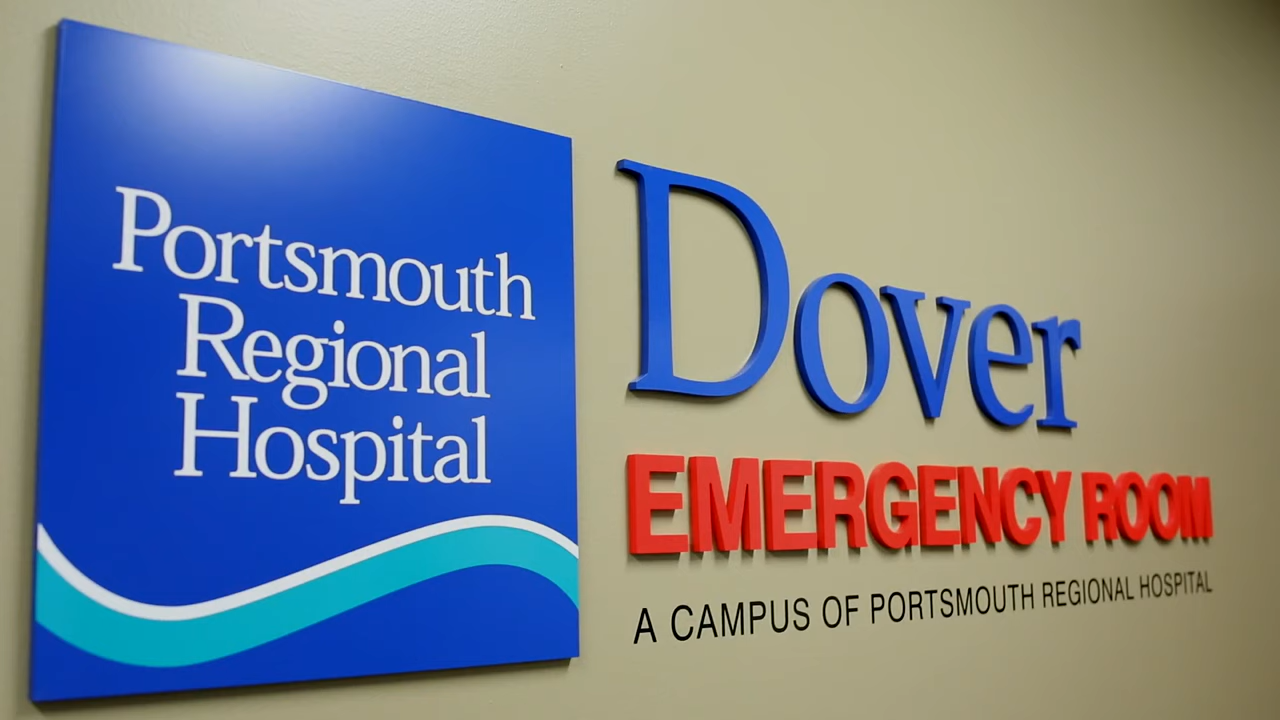 Portsmouth
Regional
Hospital
Dover
EMERGENCY ROOM
A CAMPUS OF PORTSMOUTH REGIONAL HOSPITAL